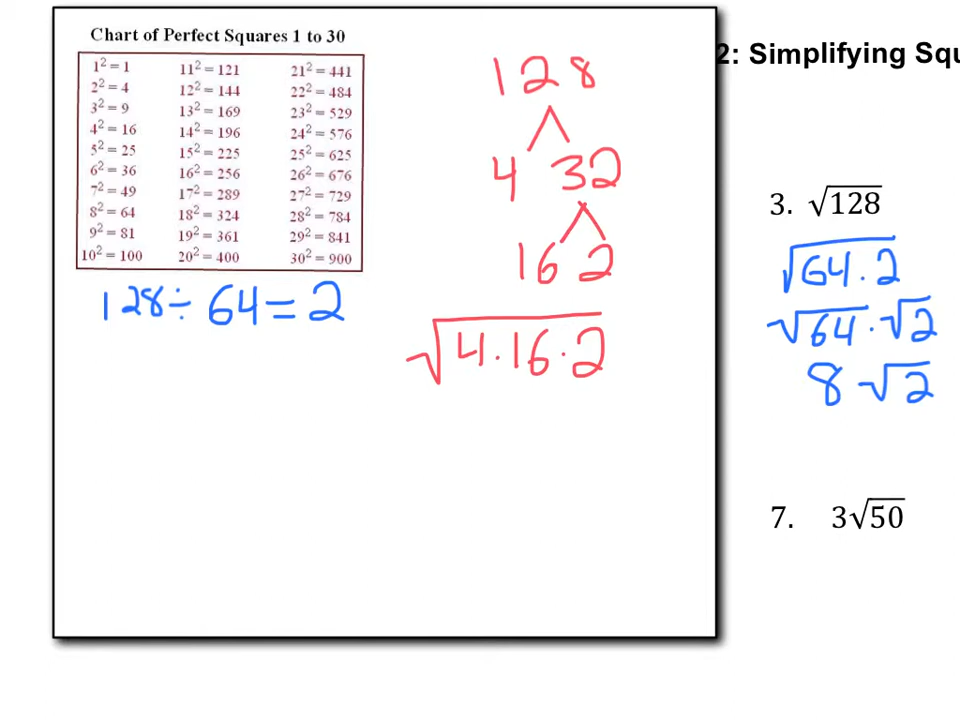 Chart of Perfect Squares 1 to 30
1² = 1 11² = 121 21² = 441
2² = 4 12² = 144 22² = 484
3² = 9 13² = 169 23² = 529
4² = 16 14² = 196 24² = 576
5² = 25 15² = 225 25² = 625
6² = 36 16² = 256 26² = 676
7² = 49 17² = 289 27² = 729
8² = 64 18² = 324 28² = 784
9² = 81 19² = 361 29² = 841
10² = 100 20² = 400 30² = 900
128 ÷ 64 = 2
128
4 32
16 2
√4·16·2
2: Simplifying Squ
3. √128
√64·2
√64·√2
8√2
7. 3√50